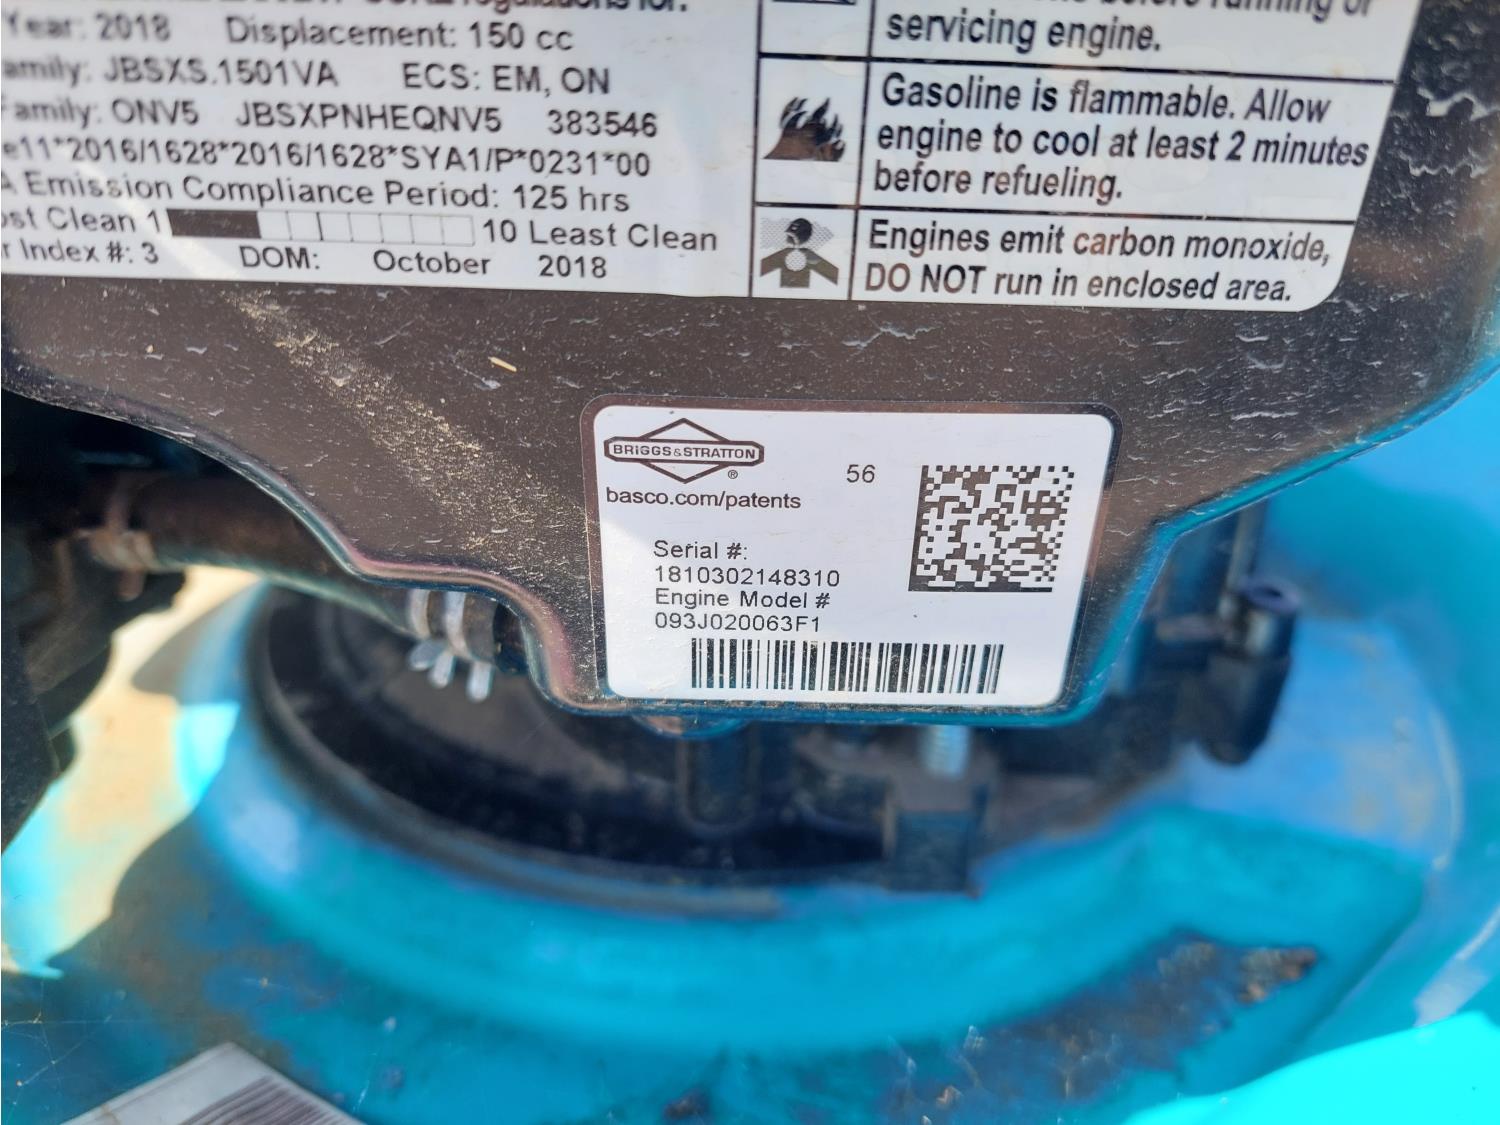 Year: 2018 Displacement: 150 cc
amily: JBSXS.1501VA ECS: EM, ON
Family: ONV5 JBSXPNHEQNV5 383546
e11*2016/1628*2016/1628*SYA1/P*0231*00
A Emission Compliance Period: 125 hrs
ost Clean 1 10 Least Clean
r Index #: 3 DOM: October 2018
before running or
servicing engine.
Gasoline is flammable. Allow
engine to cool at least 2 minutes
before refueling.
Engines emit carbon monoxide,
DO NOT run in enclosed area.
BRIGGS&STRATTON
®
basco.com/patents
56
Serial #:
1810302148310
Engine Model #
093J020063F1